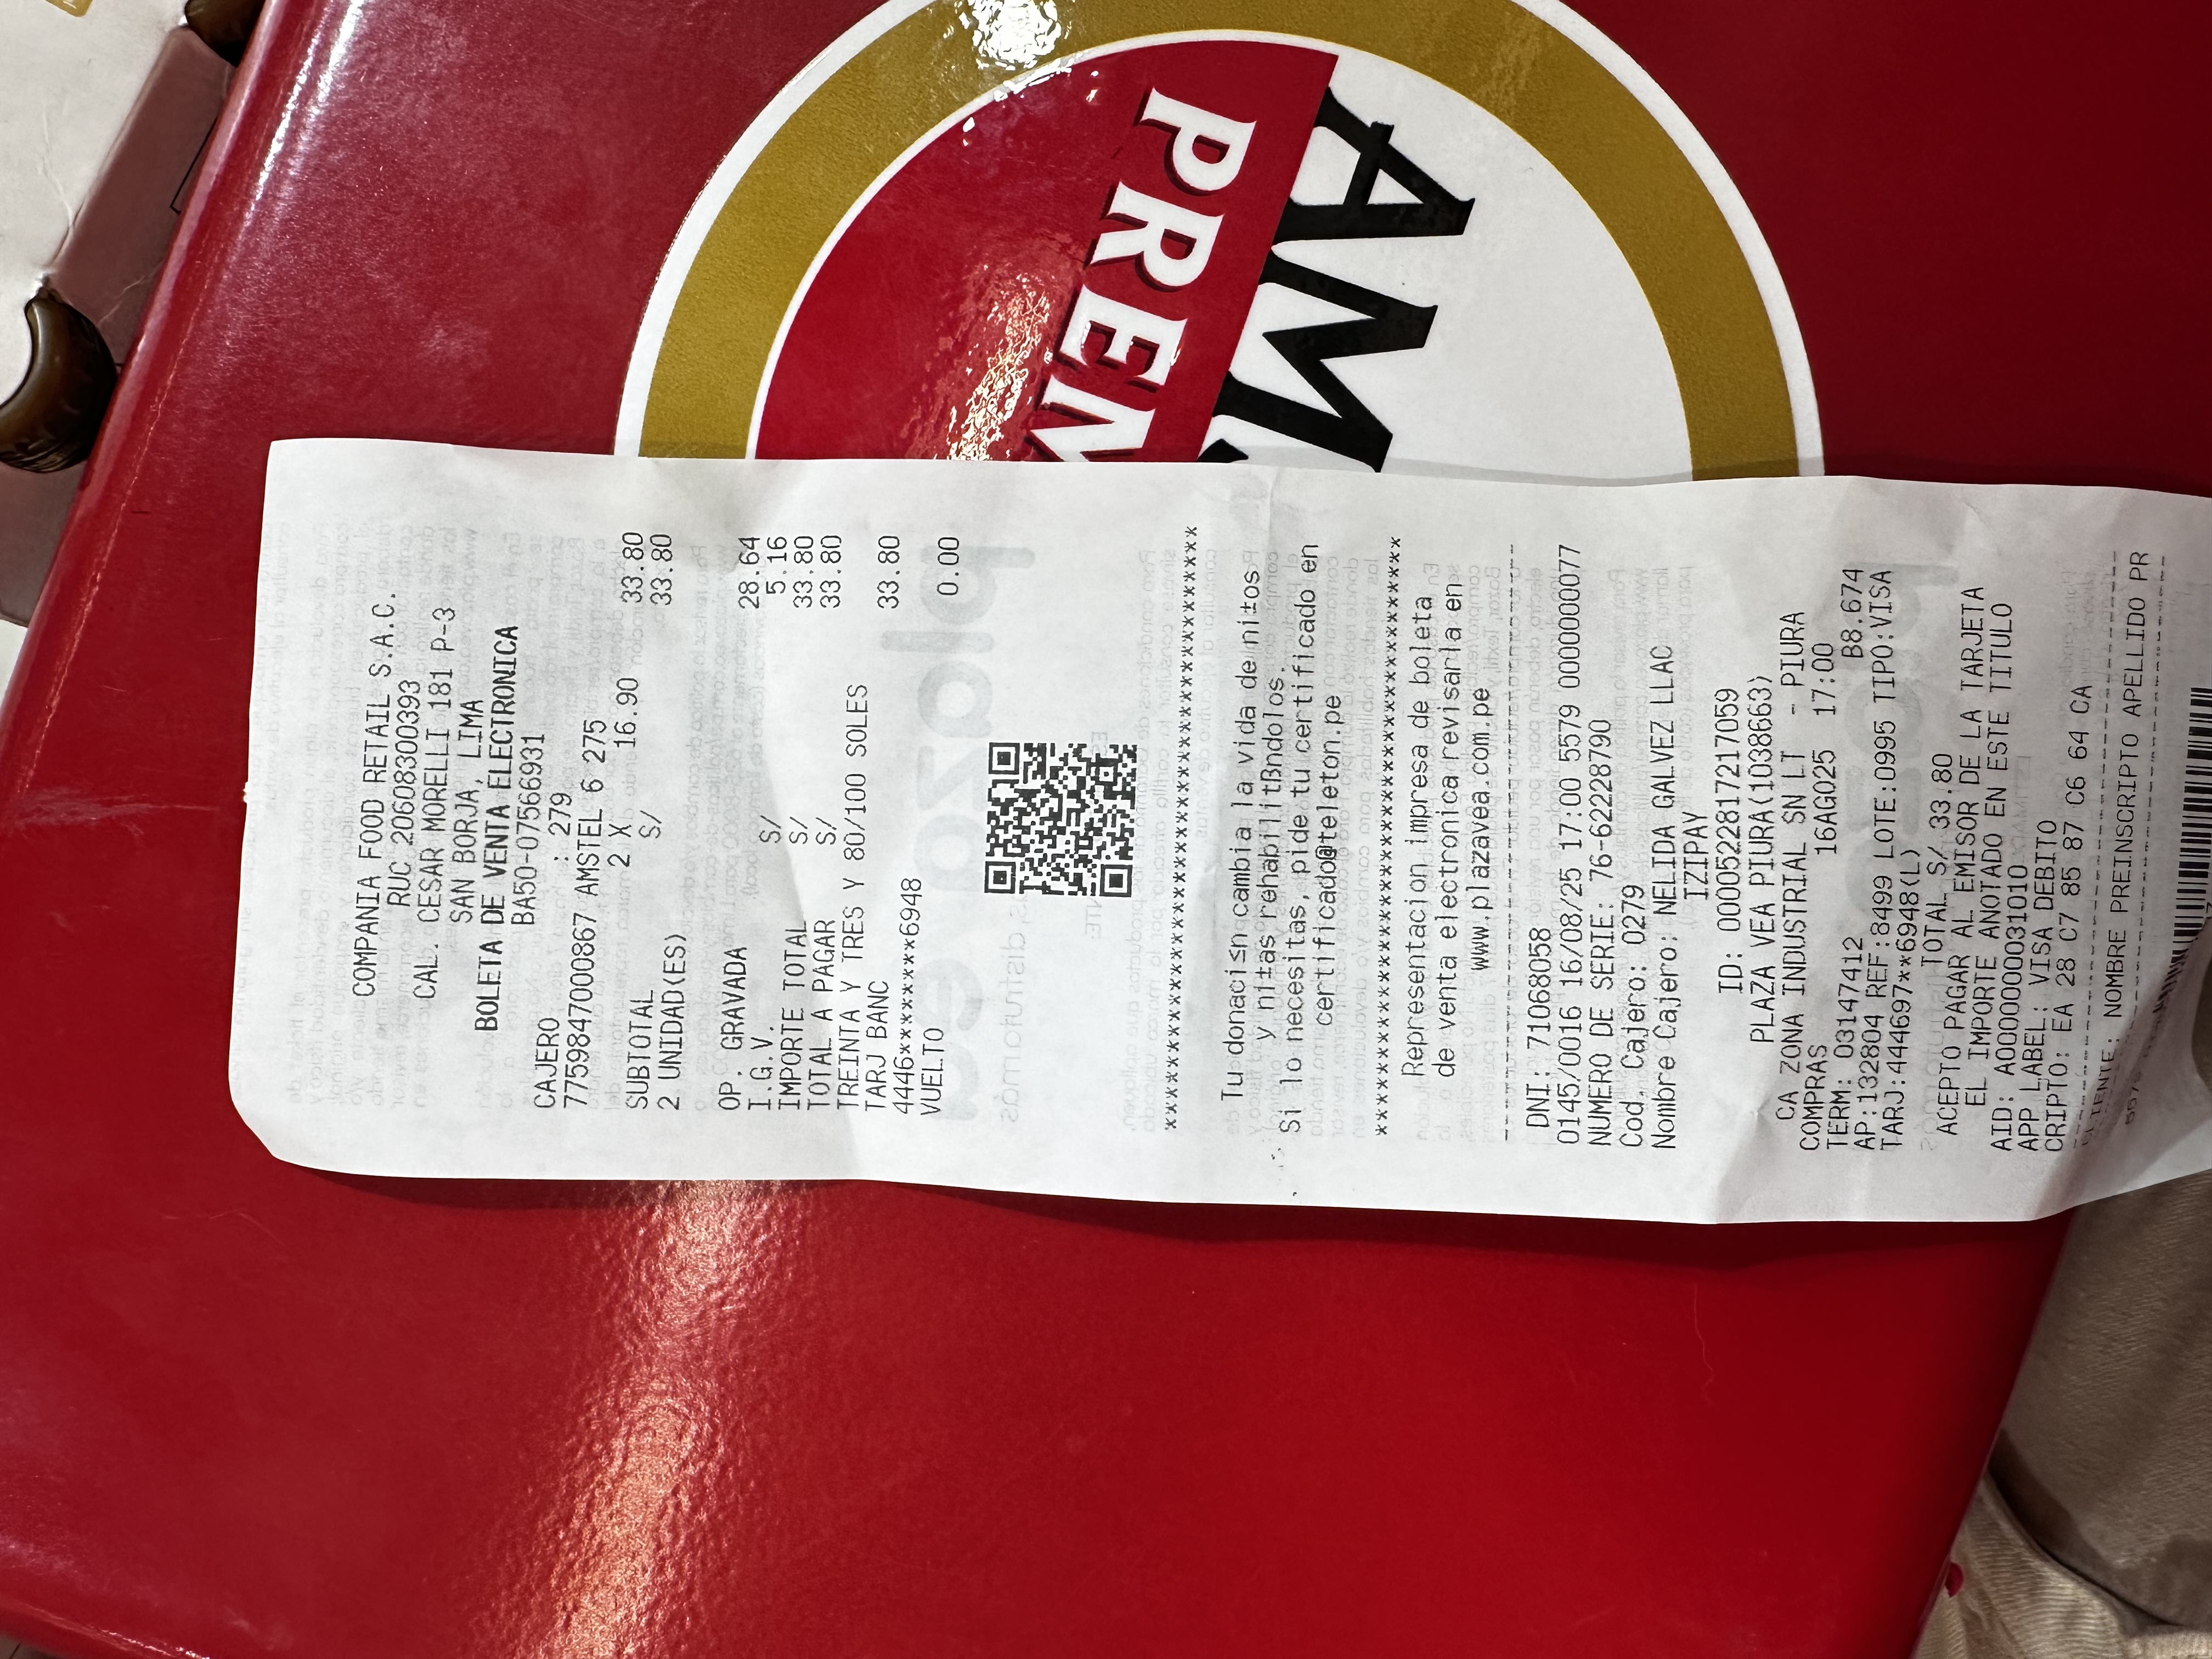 COMPANIA FOOD RETAIL S.A.C.
RUC 20608300393
CAL. CESAR MORELLI 181 P-3
SAN BORJA, LIMA
BOLETA DE VENTA ELECTRONICA
BA50-07566931
CAJERO : 279
7759847000867 AMSTEL 6 275
2 X 16.90 33.80
SUBTOTAL S/ 33.80
2 UNIDAD(ES)
OP. GRAVADA 28.64
I.G.V. S/ 5.16
IMPORTE TOTAL S/ 33.80
TOTAL A PAGAR S/ 33.80
TREINTA Y TRES Y 80/100 SOLES
TARJ BANC 33.80
4446********6948
VUELTO 0.00
****************************************
Tu donaci≤n cambia la vida de ni±os
y ni±as rehabilitßndolos.
Si lo necesitas, pide tu certificado en
certificado@teleton.pe
****************************************
Representacion impresa de boleta
de venta electronica revisarla en
www.plazavea.com.pe
DNI: 71068058
0145/0016 16/08/25 17:00 5579 0000000077
NUMERO DE SERIE: 76-62228790
Cod. Cajero: 0279
Nombre Cajero: NELIDA GALVEZ LLAC
IZIPAY
ID: 0000522817217059
PLAZA VEA PIURA(1038663)
CA ZONA INDUSTRIAL SN LT - PIURA
COMPRAS 16AGO25 17:00
TERM: 03147412 B8.674
AP:132804 REF:8499 LOTE:0995 TIPO:VISA
TARJ:444697**6948(L)
TOTAL S/ 33.80
ACEPTO PAGAR AL EMISOR DE LA TARJETA
EL IMPORTE ANOTADO EN ESTE TITULO
AID: A0000000031010
APP LABEL: VISA DEBITO
CRIPTO: EA 28 C7 85 87 C6 64 CA
CLIENTE: NOMBRE PREINSCRIPTO APELLIDO PR
plaza vea
disfruta más
AM
PREM